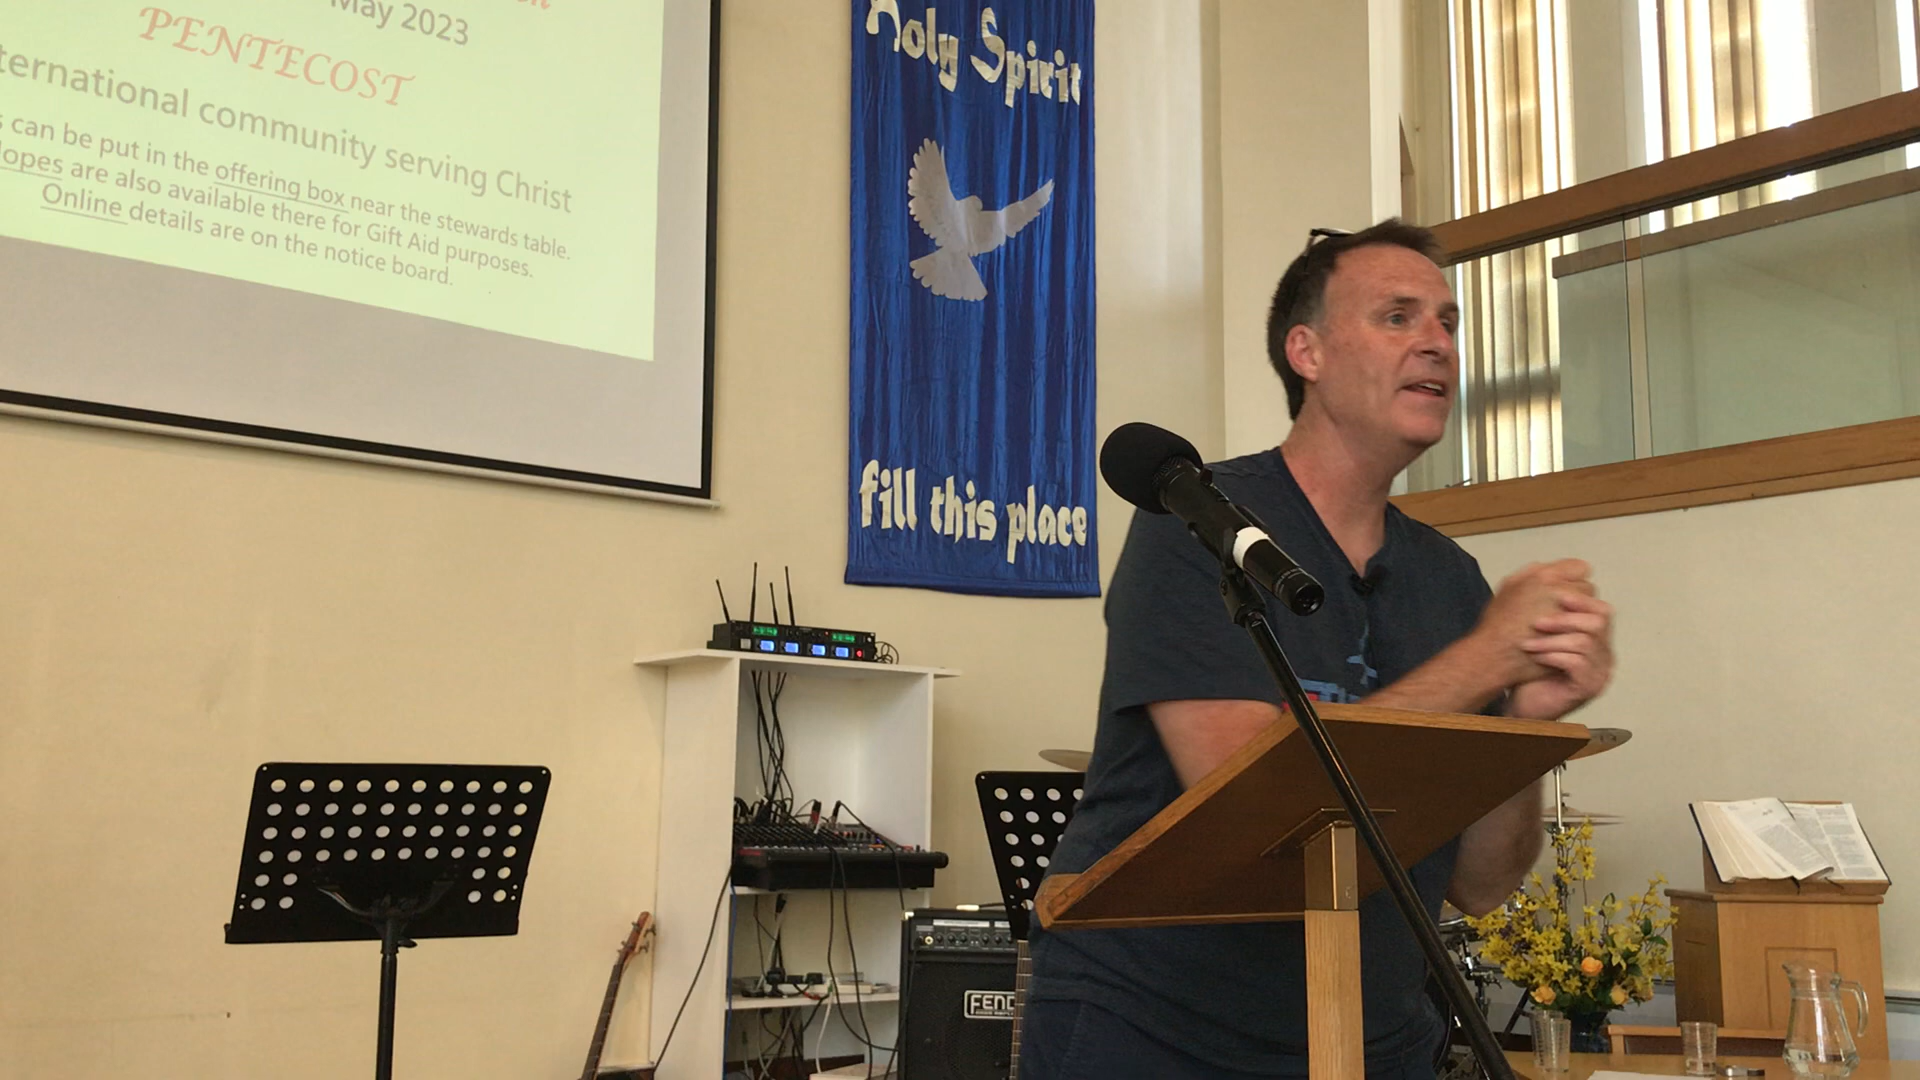 May 2023
PENTECOST
ternational community serving Christ
s can be put in the offering box near the stewards table.
lopes are also available there for Gift Aid purposes.
Online details are on the notice board.
Holy Spirit
fill this place
FEND